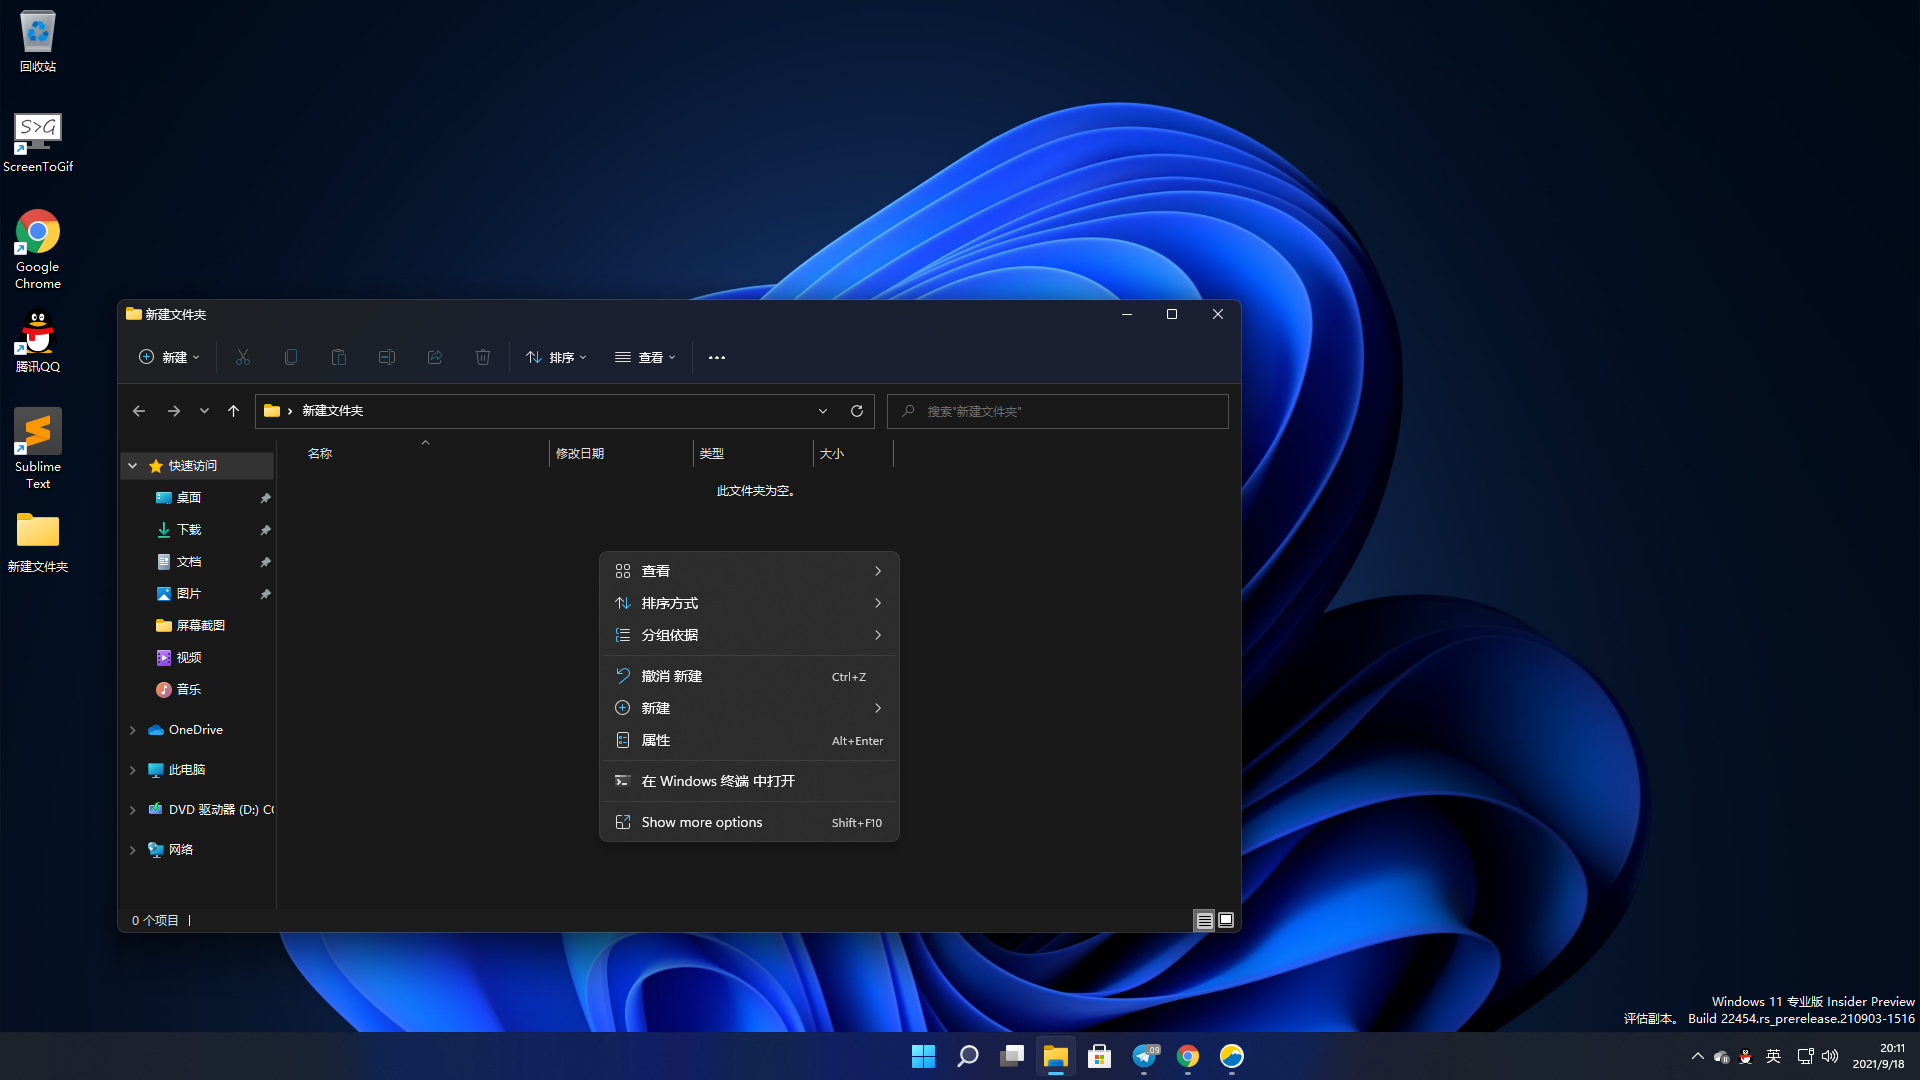 回收站
S>G
ScreenToGif
Google
Chrome
腾讯QQ
Sublime
Text
新建文件夹
新建文件夹
新建
排序
查看
新建文件夹
搜索"新建文件夹"
名称
修改日期
类型
大小
此文件夹为空。
快速访问
桌面
下载
文档
图片
屏幕截图
视频
音乐
OneDrive
此电脑
DVD 驱动器 (D:) CC
网络
查看
排序方式
分组依据
撤消 新建 Ctrl+Z
新建
属性 Alt+Enter
在 Windows 终端 中打开
Show more options Shift+F10
0 个项目
Windows 11 专业版 Insider Preview
评估副本。 Build 22454.rs_prerelease.210903-1516
英
20:11
2021/9/18